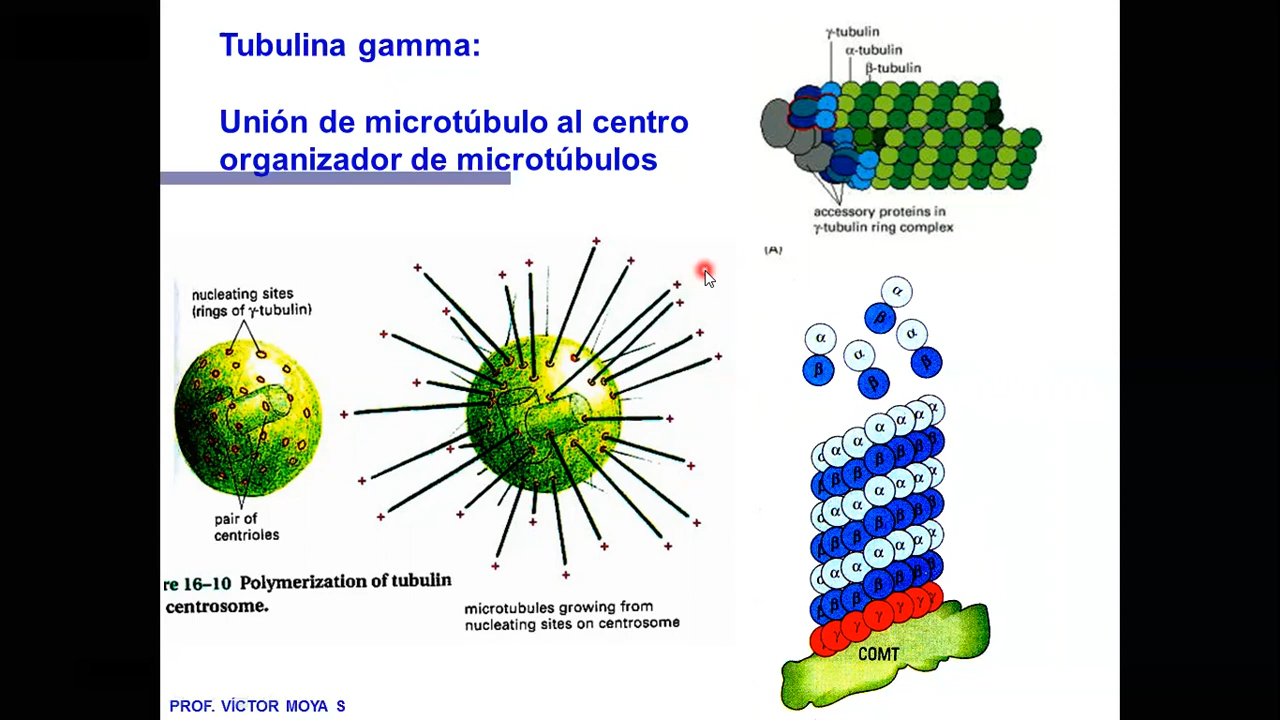 Tubulina gamma:
Unión de microtúbulo al centro
organizador de microtúbulos
γ-tubulin
α-tubulin
β-tubulin
accessory proteins in
γ-tubulin ring complex
(A)
nucleating sites
(rings of γ-tubulin)
pair of
centrioles
re 16–10 Polymerization of tubulin
centrosome.
+ + + + + + + + + + + + + + + + + + + + + + + + +
microtubules growing from
nucleating sites on centrosome
α
β
α
β
α
β
α
β
α α α α α
β β β β β
α α α α
β β β β β
α α α α
β β β β β
γ γ γ γ γ
COMT
PROF. VÍCTOR MOYA S